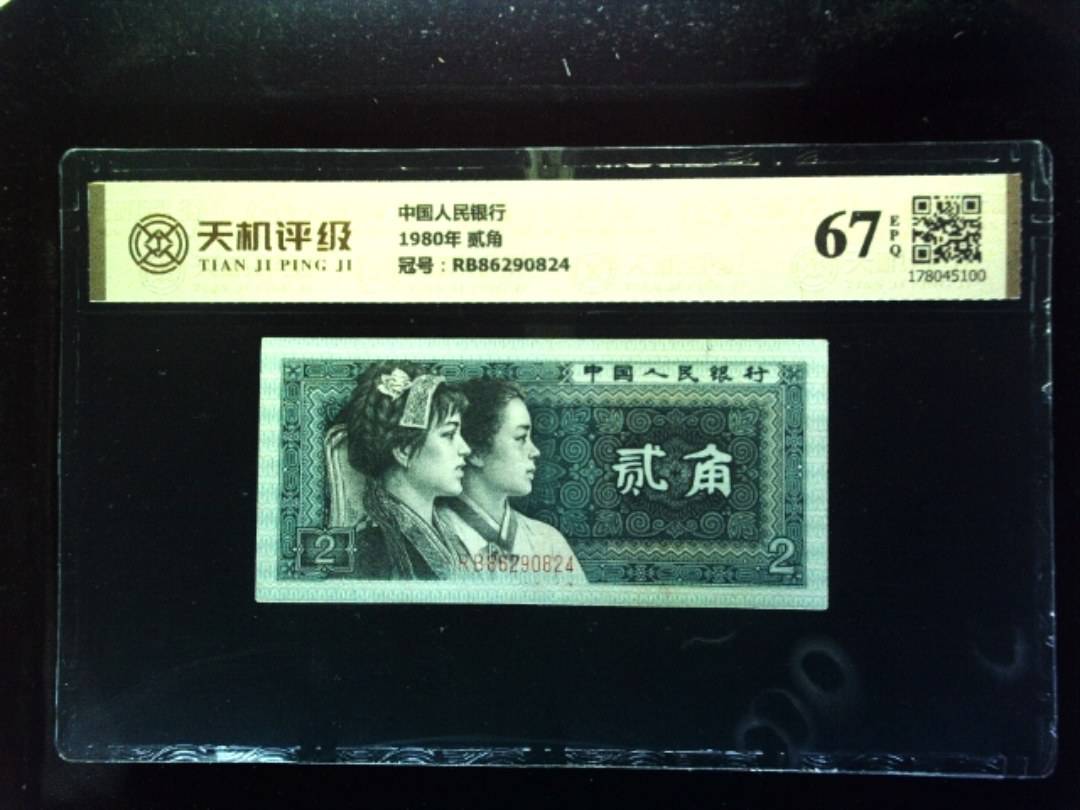 天机评级
TIAN JI PING JI
中国人民银行
1980年 贰角
冠号：RB86290824
67
EPQ
178045100
中国人民银行
贰角
2
2
RB86290824